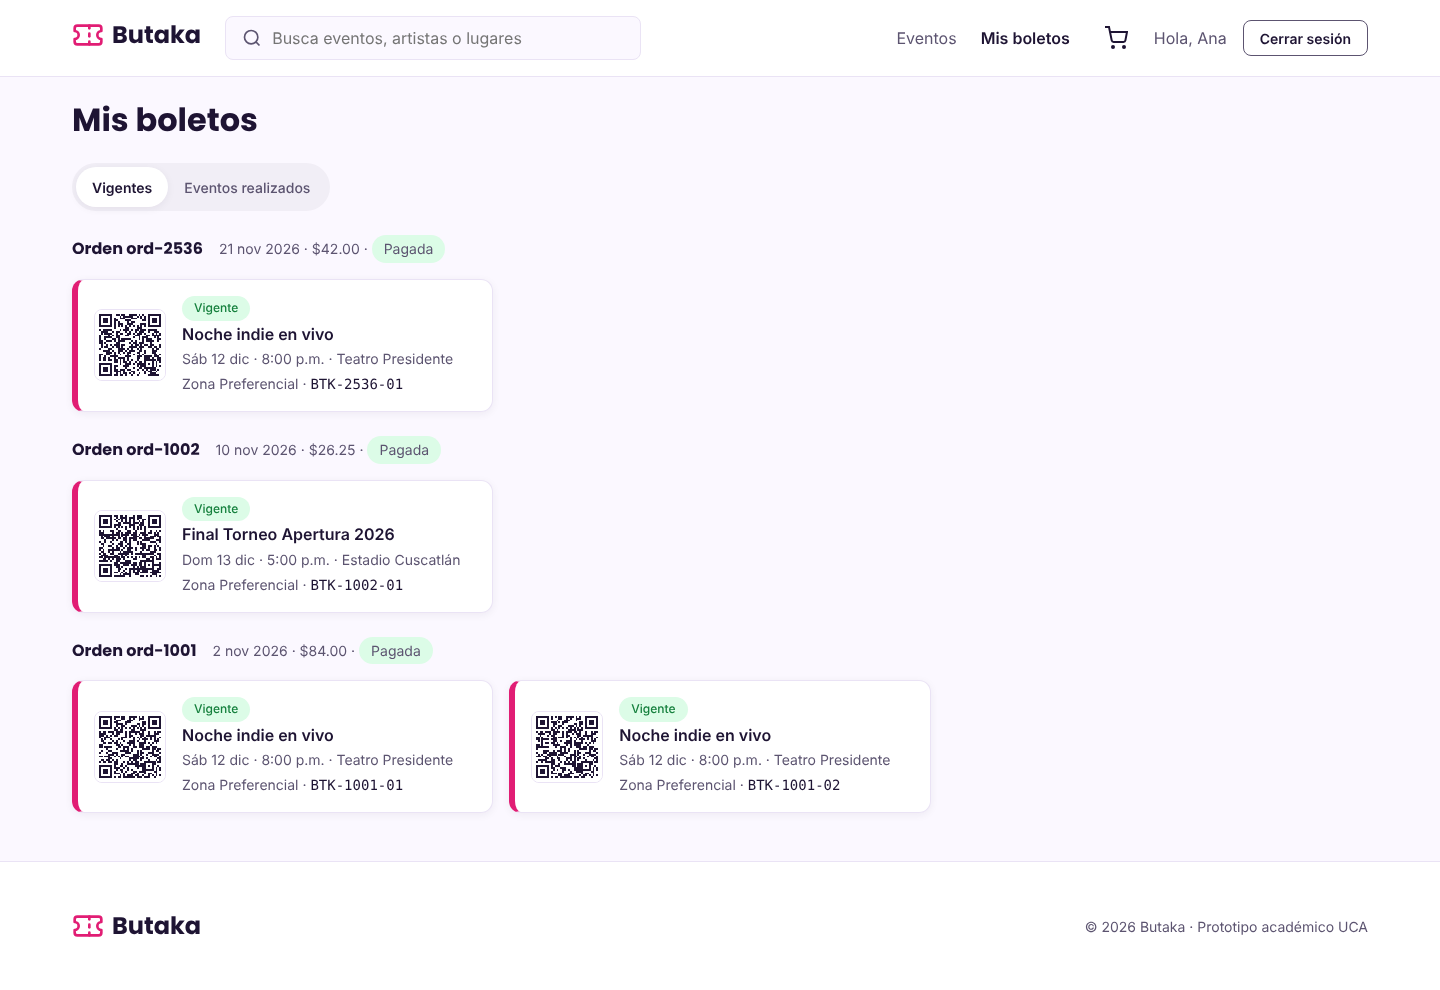 Butaka
Busca eventos, artistas o lugares
Eventos
Mis boletos
Hola, Ana
Cerrar sesión
Mis boletos
Vigentes
Eventos realizados
Orden ord-2536 21 nov 2026 · $42.00 · Pagada
Vigente
Noche indie en vivo
Sáb 12 dic · 8:00 p.m. · Teatro Presidente
Zona Preferencial · BTK-2536-01
Orden ord-1002 10 nov 2026 · $26.25 · Pagada
Vigente
Final Torneo Apertura 2026
Dom 13 dic · 5:00 p.m. · Estadio Cuscatlán
Zona Preferencial · BTK-1002-01
Orden ord-1001 2 nov 2026 · $84.00 · Pagada
Vigente
Noche indie en vivo
Sáb 12 dic · 8:00 p.m. · Teatro Presidente
Zona Preferencial · BTK-1001-01
Vigente
Noche indie en vivo
Sáb 12 dic · 8:00 p.m. · Teatro Presidente
Zona Preferencial · BTK-1001-02
Butaka
© 2026 Butaka · Prototipo académico UCA